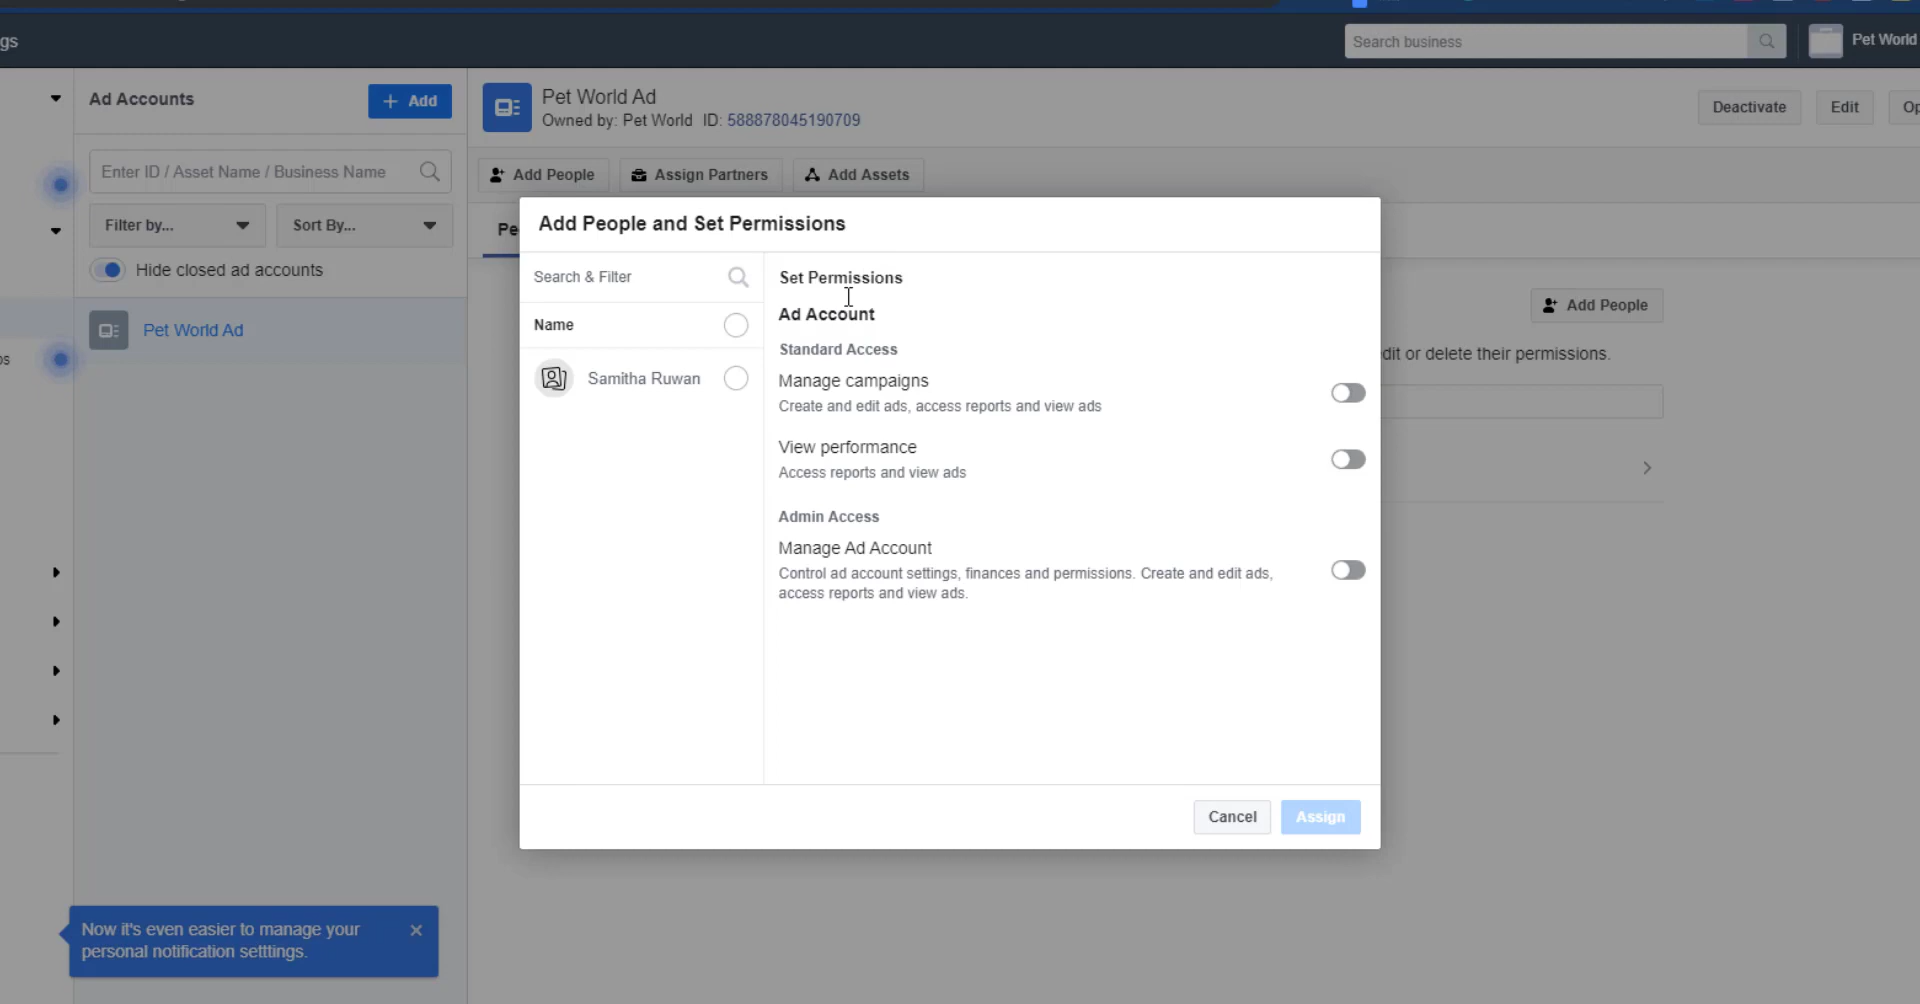 gs
Search business
Pet World
Ad Accounts
+ Add
Pet World Ad
Owned by: Pet World ID: 588878045190709
Deactivate
Edit
Op
Enter ID / Asset Name / Business Name
Add People
Assign Partners
Add Assets
Filter by...
Sort By...
Hide closed ad accounts
Pet World Ad
Pe
Add People and Set Permissions
Search & Filter
Name
Samitha Ruwan
Set Permissions
Ad Account
Standard Access
Manage campaigns
Create and edit ads, access reports and view ads
View performance
Access reports and view ads
Admin Access
Manage Ad Account
Control ad account settings, finances and permissions. Create and edit ads,
access reports and view ads.
Cancel
Assign
Add People
dit or delete their permissions.
os
Now it's even easier to manage your
personal notification setttings.